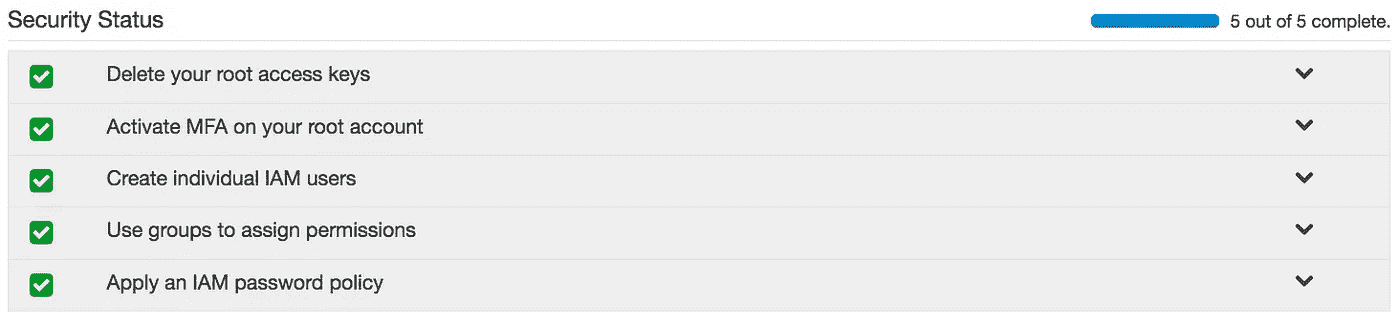 Security Status
5 out of 5 complete.
Delete your root access keys
Activate MFA on your root account
Create individual IAM users
Use groups to assign permissions
Apply an IAM password policy